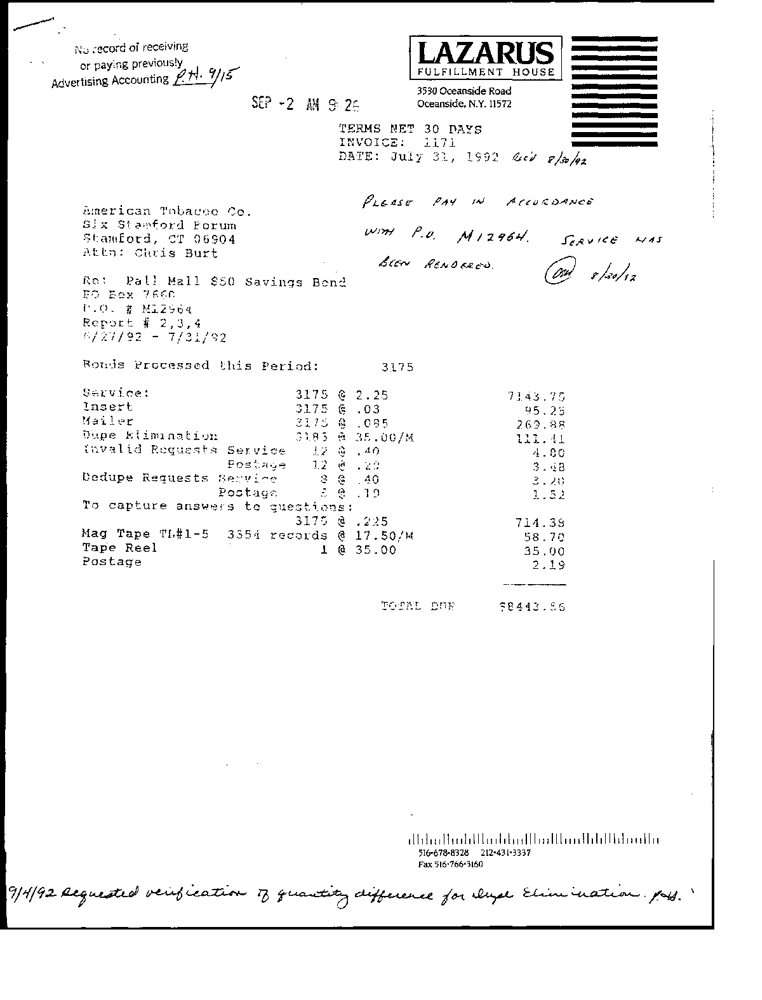 No record of receiving
or paying previously
Advertising Accounting P.H. 9/15
LAZARUS
FULFILLMENT HOUSE
3530 Oceanside Road
Oceanside, N.Y. 11572
SEP -2 AM 9:26
TERMS NET 30 DAYS
INVOICE: 1171
DATE: July 31, 1992 Rec'd 8/30/92
PLEASE PAY IN ACCORDANCE
WITH P.O. M12964. SERVICE HAS
BEEN RENDERED.
8/30/92
American Tobacco Co.
Six Stamford Forum
Stamford, CT 06904
Attn: Chris Burt
Re: Pall Mall $50 Savings Bond
PO Box 7660
P.O. # M12964
Report # 2,3,4
6/27/92 - 7/31/92
Bonds Processed this Period: 3175
Service: 3175 @ 2.25 7143.75
Insert 3175 @ .03 95.25
Mailer 3175 @ .085 269.88
Dupe Elimination 3183 @ 35.00/M 111.41
Invalid Requests Service 12 @ .40 4.80
Postage 12 @ .29 3.48
Dedupe Requests Service 8 @ .40 3.20
Postage 8 @ .19 1.52
To capture answers to questions:
3175 @ .225 714.38
Mag Tape TL#1-5 3354 records @ 17.50/M 58.70
Tape Reel 1 @ 35.00 35.00
Postage 2.19
TOTAL DUE $8443.56
516-678-8328 212-431-3337
Fax 516-766-3160
9/4/92 Requested verification of quantity difference for Dupe Elimination.